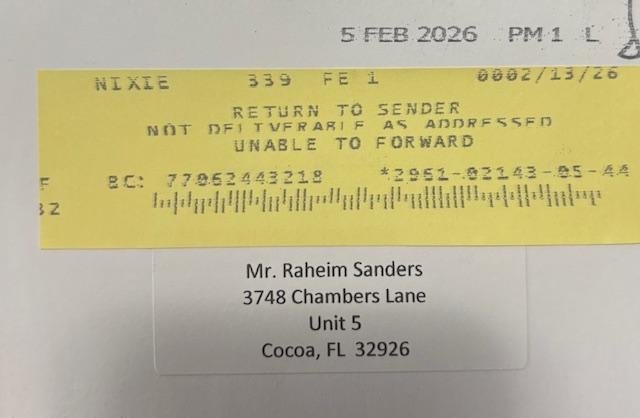 5 FEB 2026 PM 1 L
NIXIE 339 FE 1 0002/13/26
RETURN TO SENDER
NOT DELIVERABLE AS ADDRESSED
UNABLE TO FORWARD
F BC: 77062443218 *2961-02143-05-44
32
Mr. Raheim Sanders
3748 Chambers Lane
Unit 5
Cocoa, FL 32926